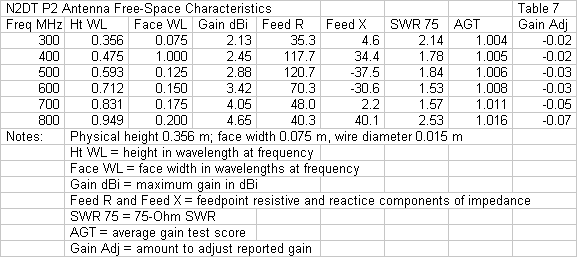 N2DT P2 Antenna Free-Space Characteristics Table 7
Freq MHz Ht WL Face WL Gain dBi Feed R Feed X SWR 75 AGT Gain Adj
300 0.356 0.075 2.13 35.3 4.6 2.14 1.004 -0.02
400 0.475 1.000 2.45 117.7 34.4 1.78 1.005 -0.02
500 0.593 0.125 2.88 120.7 -37.5 1.84 1.006 -0.03
600 0.712 0.150 3.42 70.3 -30.6 1.53 1.008 -0.03
700 0.831 0.175 4.05 48.0 2.2 1.57 1.011 -0.05
800 0.949 0.200 4.65 40.3 40.1 2.53 1.016 -0.07
Notes: Physical height 0.356 m; face width 0.075 m, wire diameter 0.015 m
Ht WL = height in wavelength at frequency
Face WL = face width in wavelengths at frequency
Gain dBi = maximum gain in dBi
Feed R and Feed X = feedpoint resistive and reactice components of impedance
SWR 75 = 75-Ohm SWR
AGT = average gain test score
Gain Adj = amount to adjust reported gain